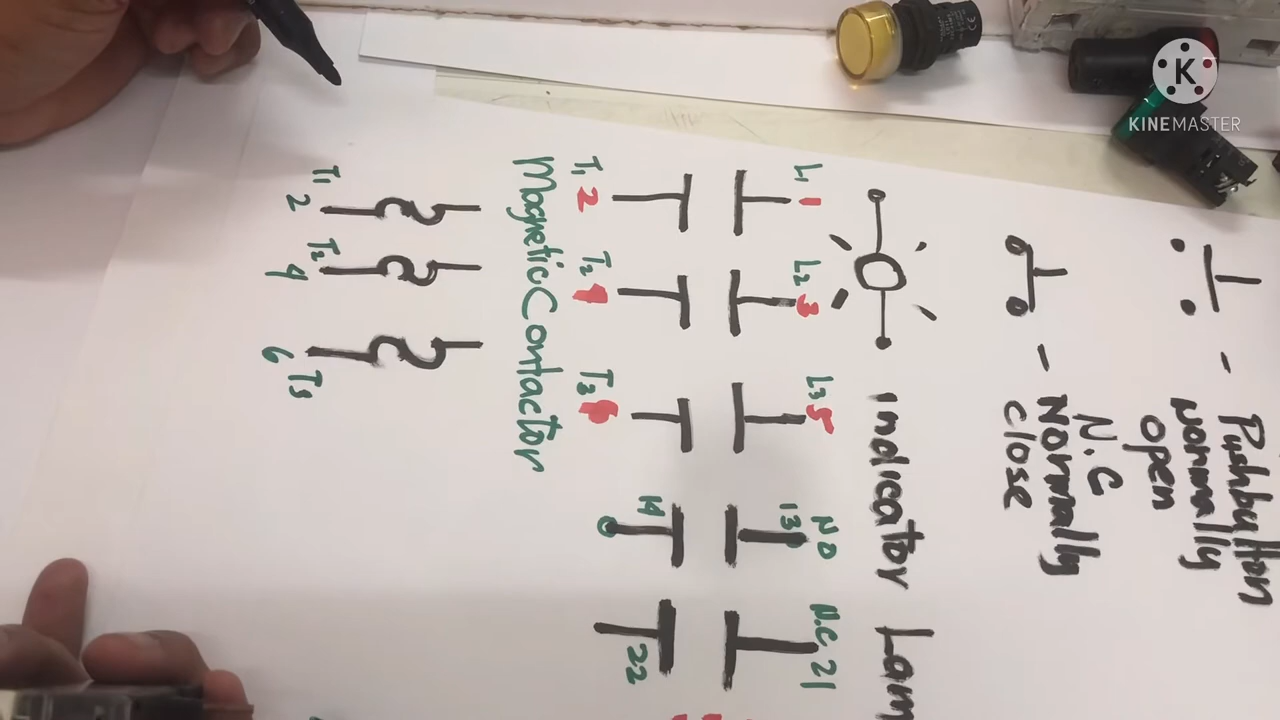 Pushbutton
Normally
open
N.C
Normally
close
Indicator Lam
L1 L2 L3 NO N.C
1 3 5 13 21
T1 T2 T3 14 22
2
6
Magnetic Contactor
T1 T2 T3
2 4 6
K
KINEMASTER